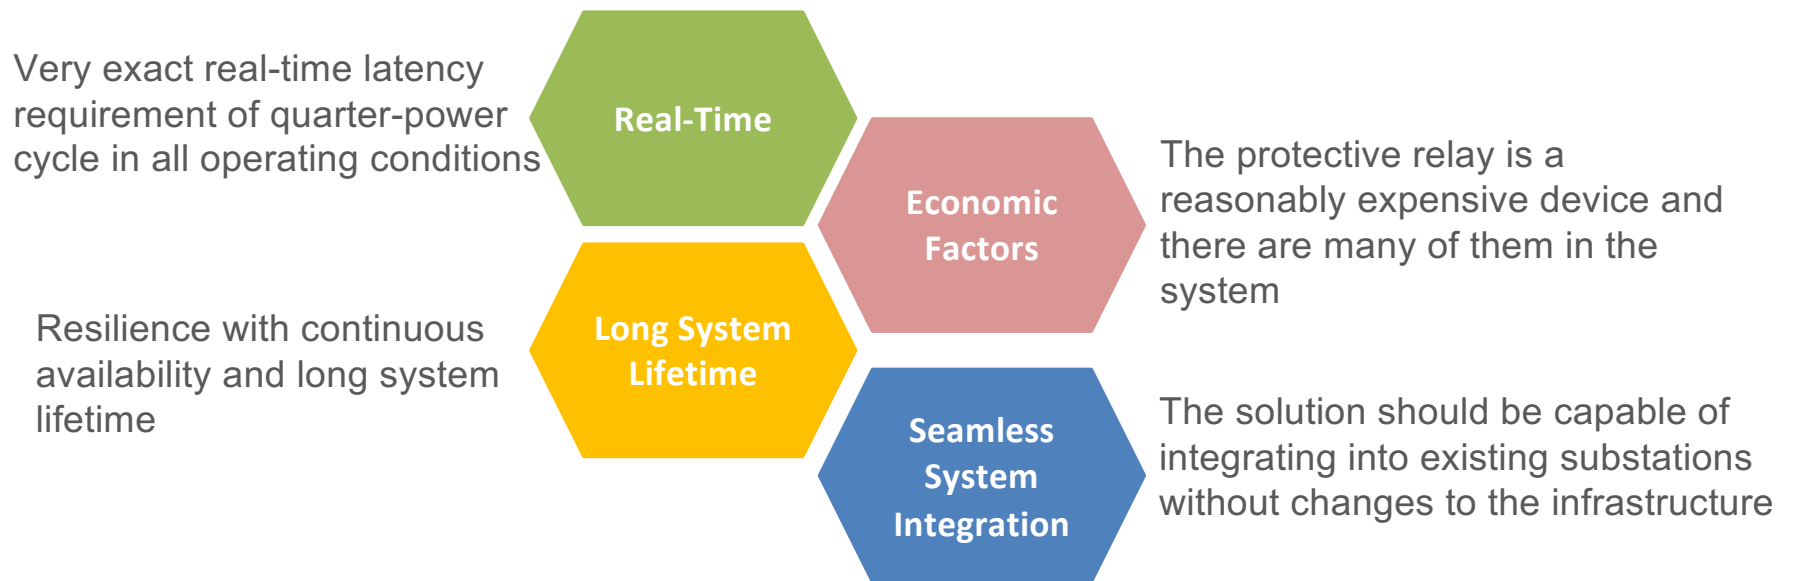 Very exact real-time latency
requirement of quarter-power
cycle in all operating conditions
Real-Time
Economic
Factors
The protective relay is a
reasonably expensive device and
there are many of them in the
system
Resilience with continuous
availability and long system
lifetime
Long System
Lifetime
Seamless
System
Integration
The solution should be capable of
integrating into existing substations
without changes to the infrastructure